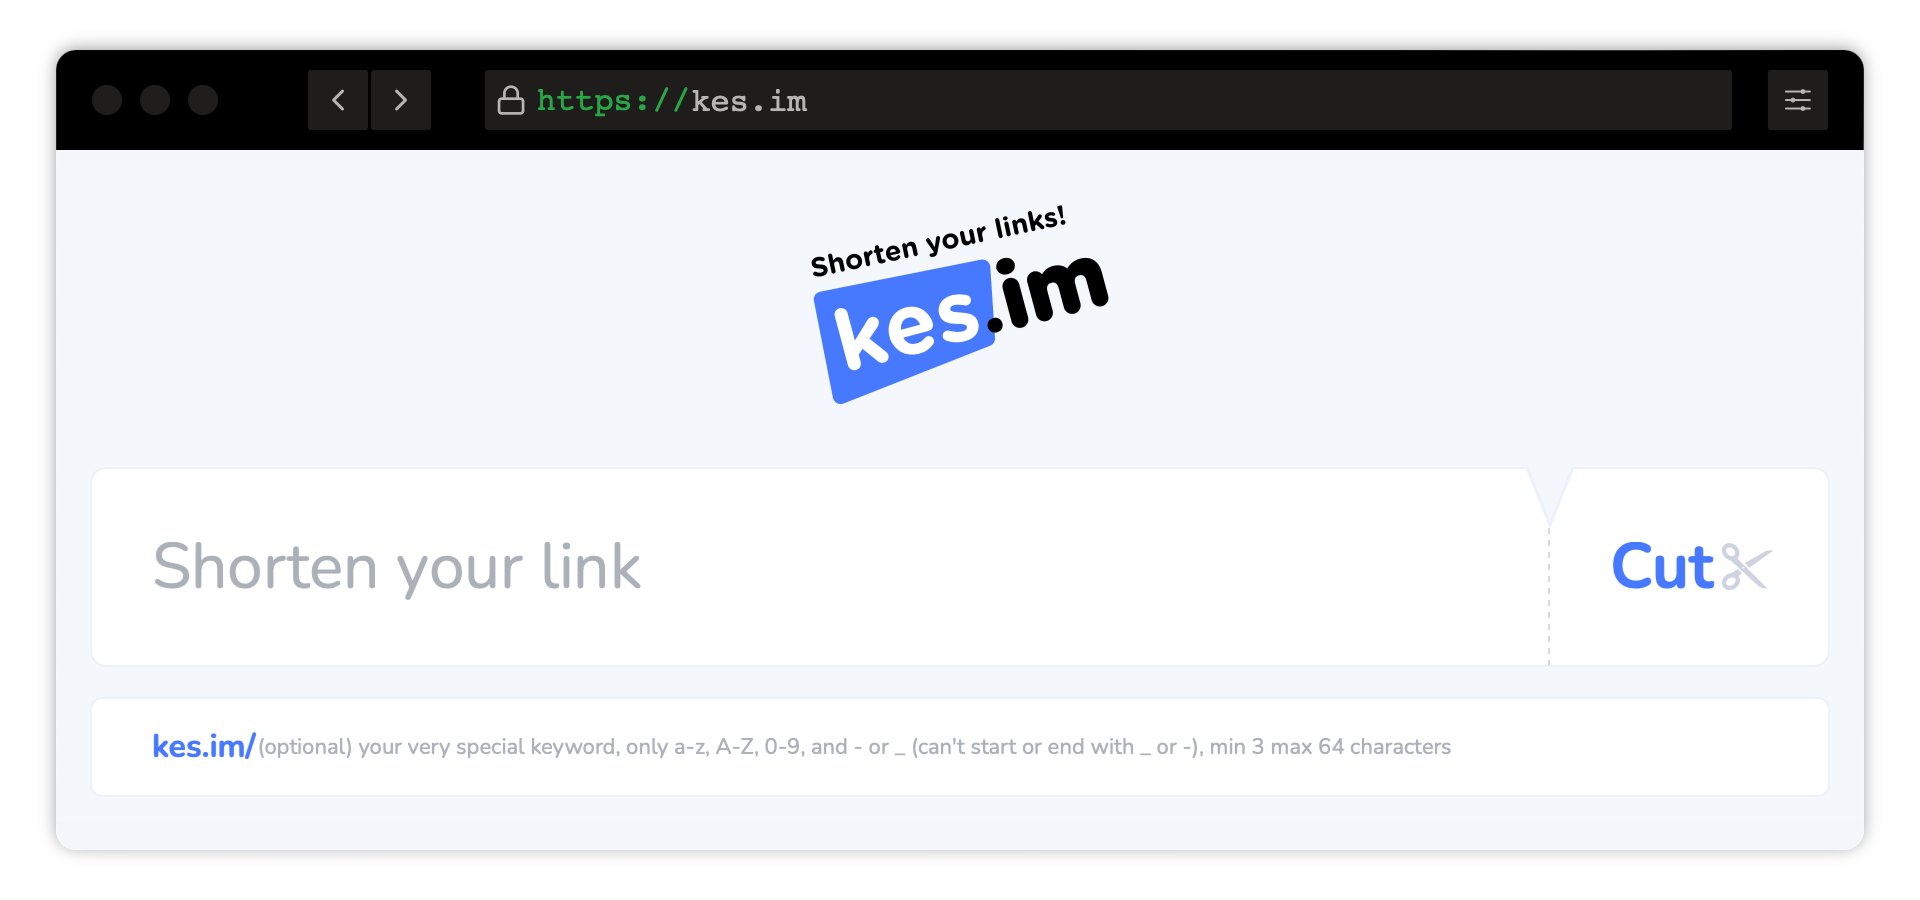 https://kes.im
Shorten your links!
kes.im
Shorten your link
Cut
kes.im/(optional) your very special keyword, only a-z, A-Z, 0-9, and - or _ (can't start or end with _ or -), min 3 max 64 characters